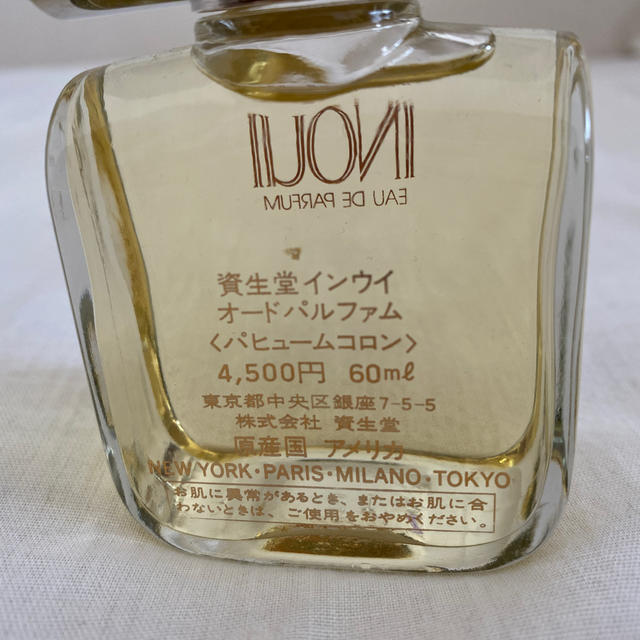 INOUI
EAU DE PARFUM
資生堂インウイ
オードパルファム
〈パヒュームコロン〉
4,500円 60mℓ
東京都中央区銀座7-5-5
株式会社 資生堂
原産国 アメリカ
NEW YORK・PARIS・MILANO・TOKYO
お肌に異常があるとき、またはお肌に合
わないときは、ご使用をおやめください。